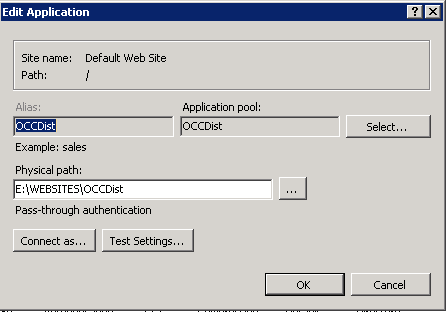 Edit Application
Site name: Default Web Site
Path: /
Alias: Application pool:
OCCDist OCCDist Select...
Example: sales
Physical path:
E:\WEBSITES\OCCDist ...
Pass-through authentication
Connect as... Test Settings...
OK Cancel